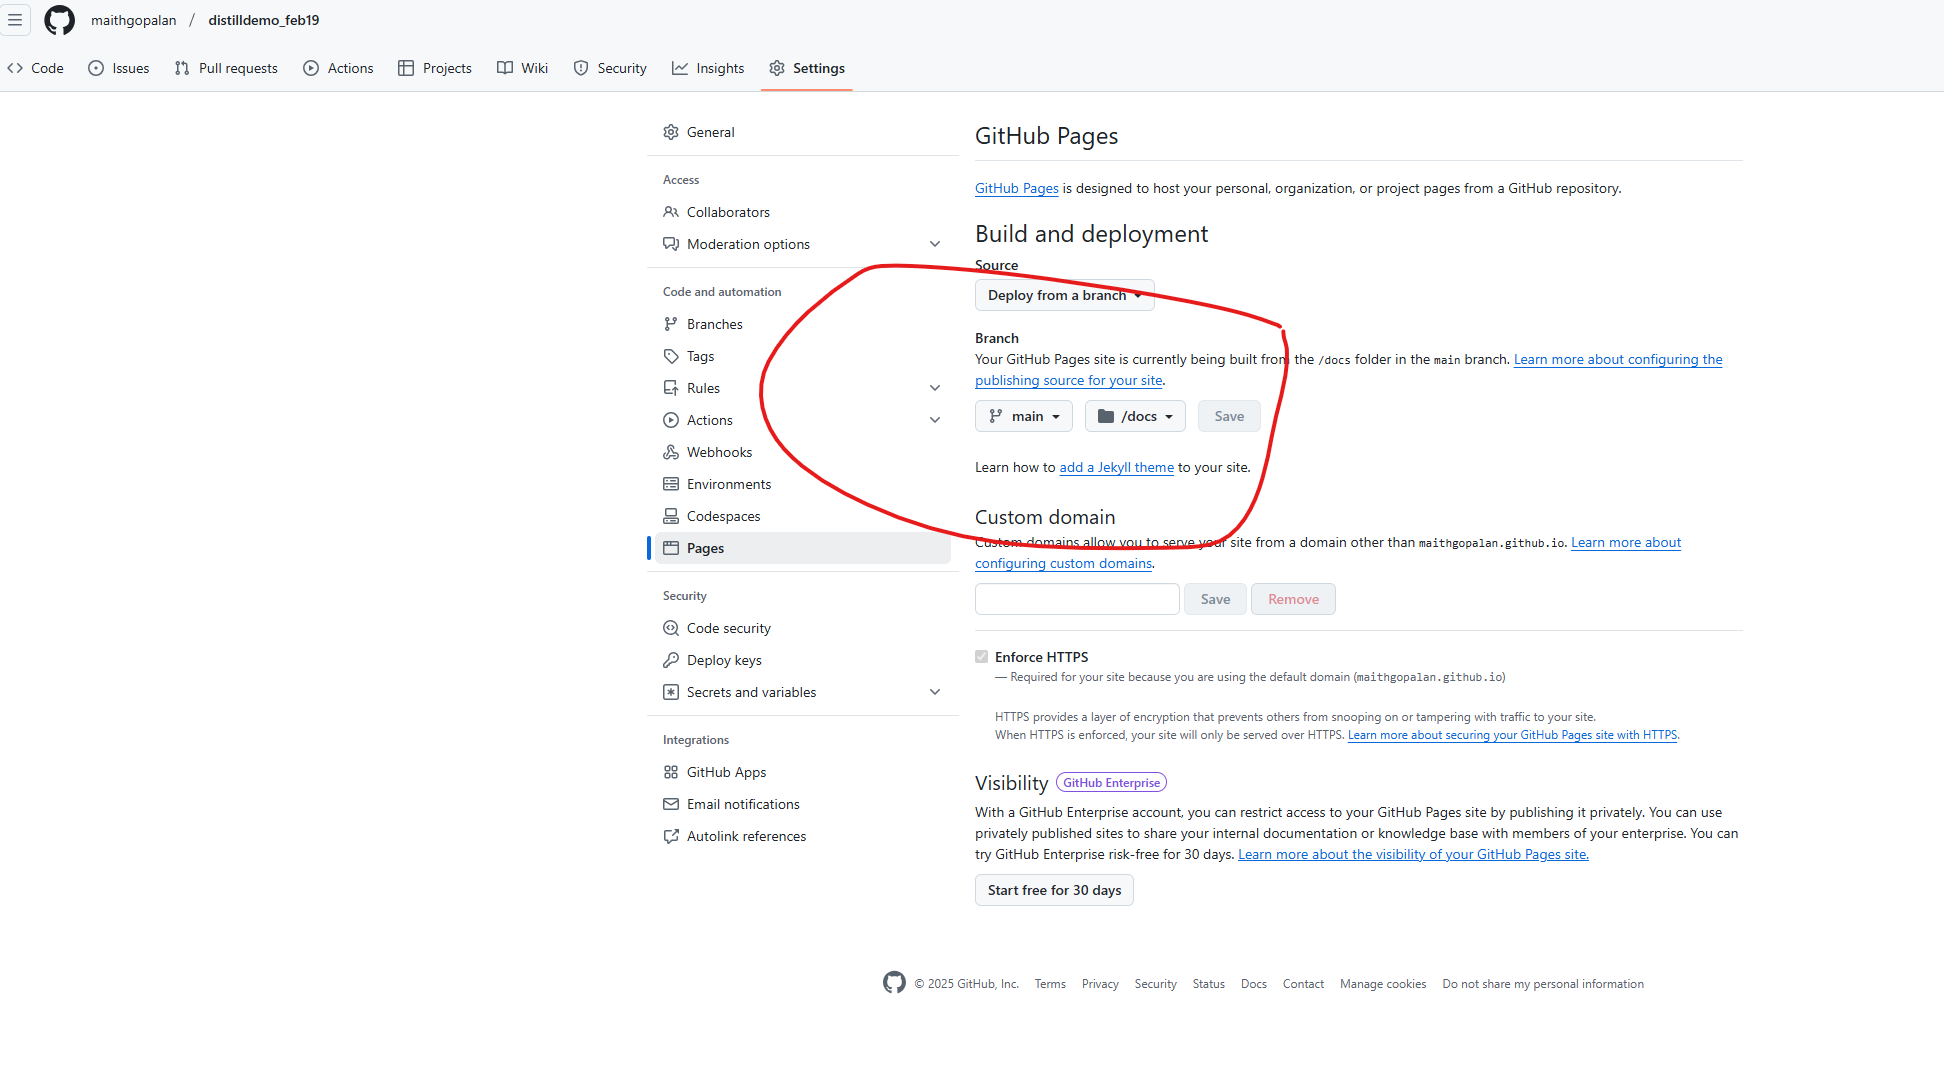 maithgopalan / distilldemo_feb19
Code Issues Pull requests Actions Projects Wiki Security Insights Settings
General
Access
Collaborators
Moderation options
Code and automation
Branches
Tags
Rules
Actions
Webhooks
Environments
Codespaces
Pages
Security
Code security
Deploy keys
Secrets and variables
Integrations
GitHub Apps
Email notifications
Autolink references
GitHub Pages
GitHub Pages is designed to host your personal, organization, or project pages from a GitHub repository.
Build and deployment
Source
Deploy from a branch
Branch
Your GitHub Pages site is currently being built from the /docs folder in the main branch. Learn more about configuring the
publishing source for your site.
main /docs Save
Learn how to add a Jekyll theme to your site.
Custom domain
Custom domains allow you to serve your site from a domain other than maithgopalan.github.io. Learn more about
configuring custom domains.
Save Remove
Enforce HTTPS
— Required for your site because you are using the default domain (maithgopalan.github.io)
HTTPS provides a layer of encryption that prevents others from snooping on or tampering with traffic to your site.
When HTTPS is enforced, your site will only be served over HTTPS. Learn more about securing your GitHub Pages site with HTTPS.
Visibility GitHub Enterprise
With a GitHub Enterprise account, you can restrict access to your GitHub Pages site by publishing it privately. You can use
privately published sites to share your internal documentation or knowledge base with members of your enterprise. You can
try GitHub Enterprise risk-free for 30 days. Learn more about the visibility of your GitHub Pages site.
Start free for 30 days
© 2025 GitHub, Inc. Terms Privacy Security Status Docs Contact Manage cookies Do not share my personal information